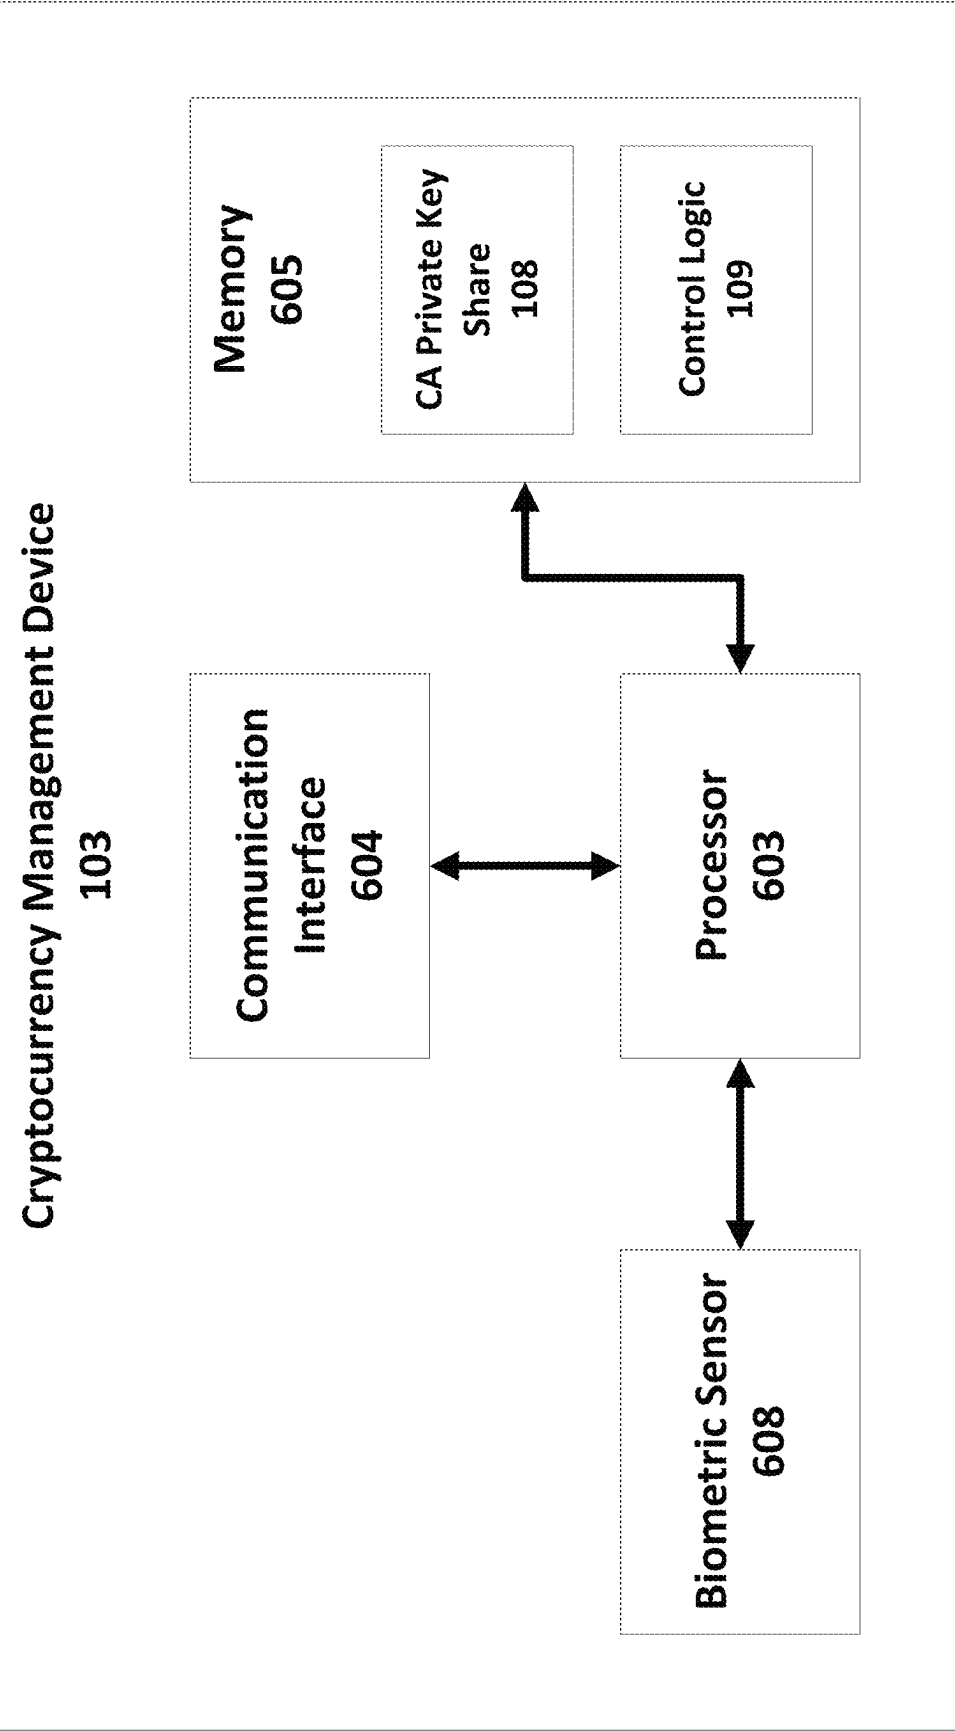 Cryptocurrency Management Device
103
Communication
Interface
604
Memory
605
CA Private Key
Share
108
Control Logic
109
Biometric Sensor
608
Processor
603